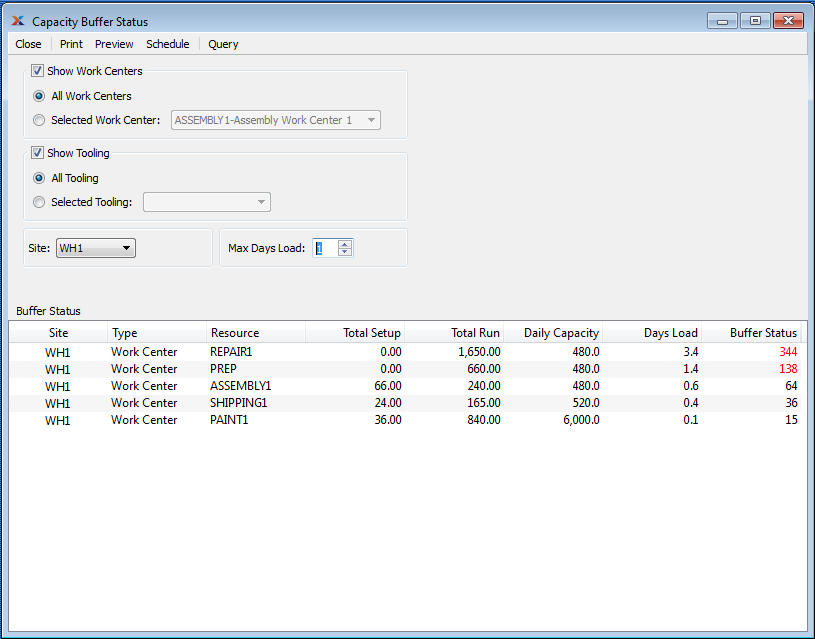 Capacity Buffer Status
Close Print Preview Schedule Query
Show Work Centers
All Work Centers
Selected Work Center: ASSEMBLY1-Assembly Work Center 1
Show Tooling
All Tooling
Selected Tooling:
Site: WH1 Max Days Load: 1
Buffer Status
Site Type Resource Total Setup Total Run Daily Capacity Days Load Buffer Status
WH1 Work Center REPAIR1 0.00 1,650.00 480.0 3.4 344
WH1 Work Center PREP 0.00 660.00 480.0 1.4 138
WH1 Work Center ASSEMBLY1 66.00 240.00 480.0 0.6 64
WH1 Work Center SHIPPING1 24.00 165.00 520.0 0.4 36
WH1 Work Center PAINT1 36.00 840.00 6,000.0 0.1 15